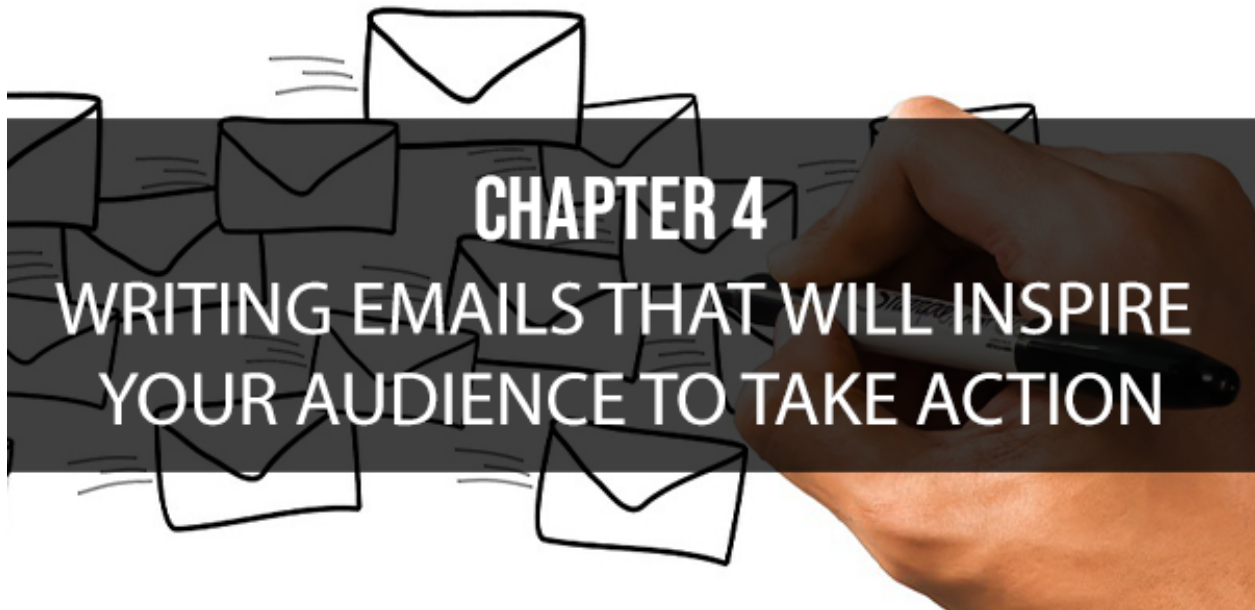 CHAPTER 4
WRITING EMAILS THAT WILL INSPIRE
YOUR AUDIENCE TO TAKE ACTION